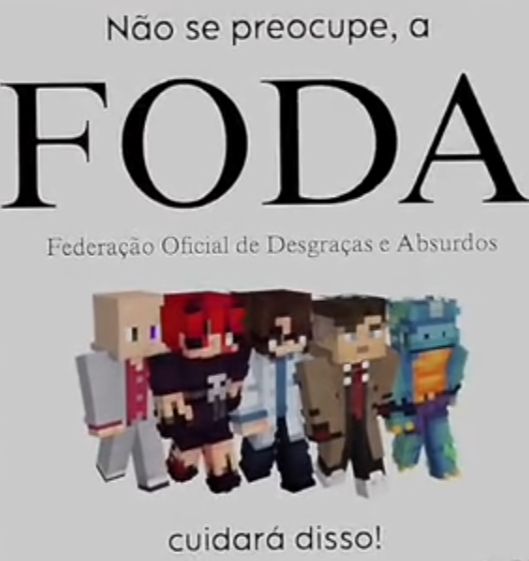 Não se preocupe, a
FODA
Federação Oficial de Desgraças e Absurdos
cuidará disso!